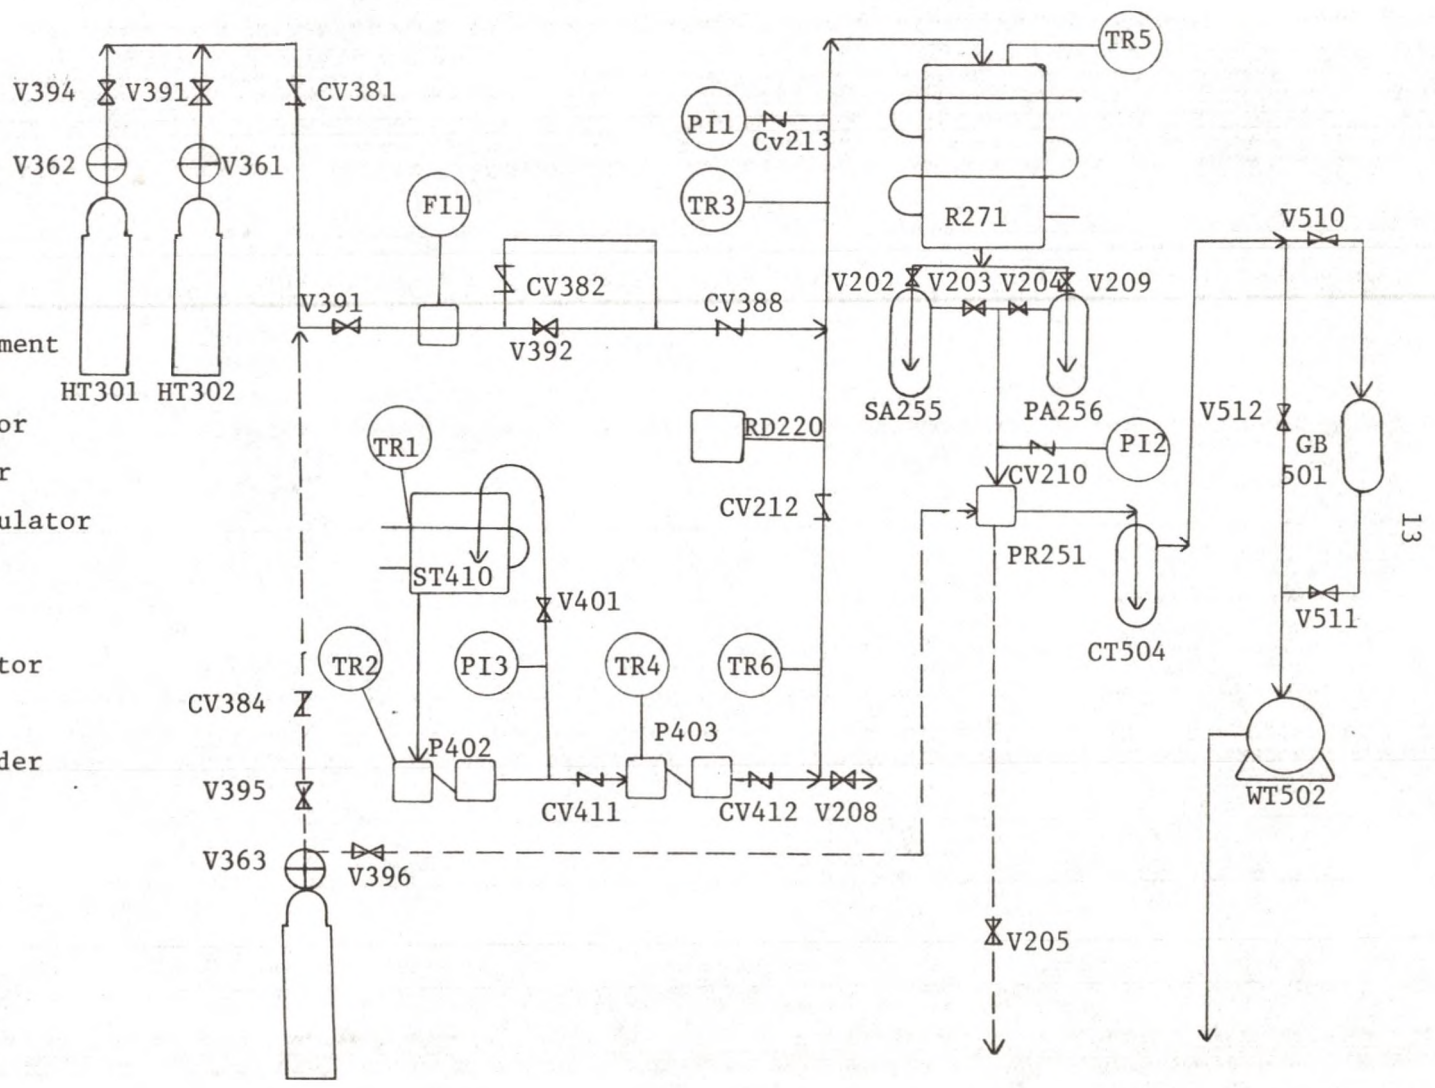 TR5
V394
V391
CV381
PI1
Cv213
V362
V361
FI1
TR3
R271
V510
V202
V203
V204
V209
CV382
V391
CV388
V392
ment
HT301
HT302
SA255
PA256
V512
GB
501
or
TR1
RD220
PI2
r
CV210
CV212
ulator
13
PR251
ST410
V401
V511
CT504
tor
TR2
PI3
TR4
TR6
CV384
P402
P403
der
V395
CV411
CV412
V208
WT502
V363
V396
V205